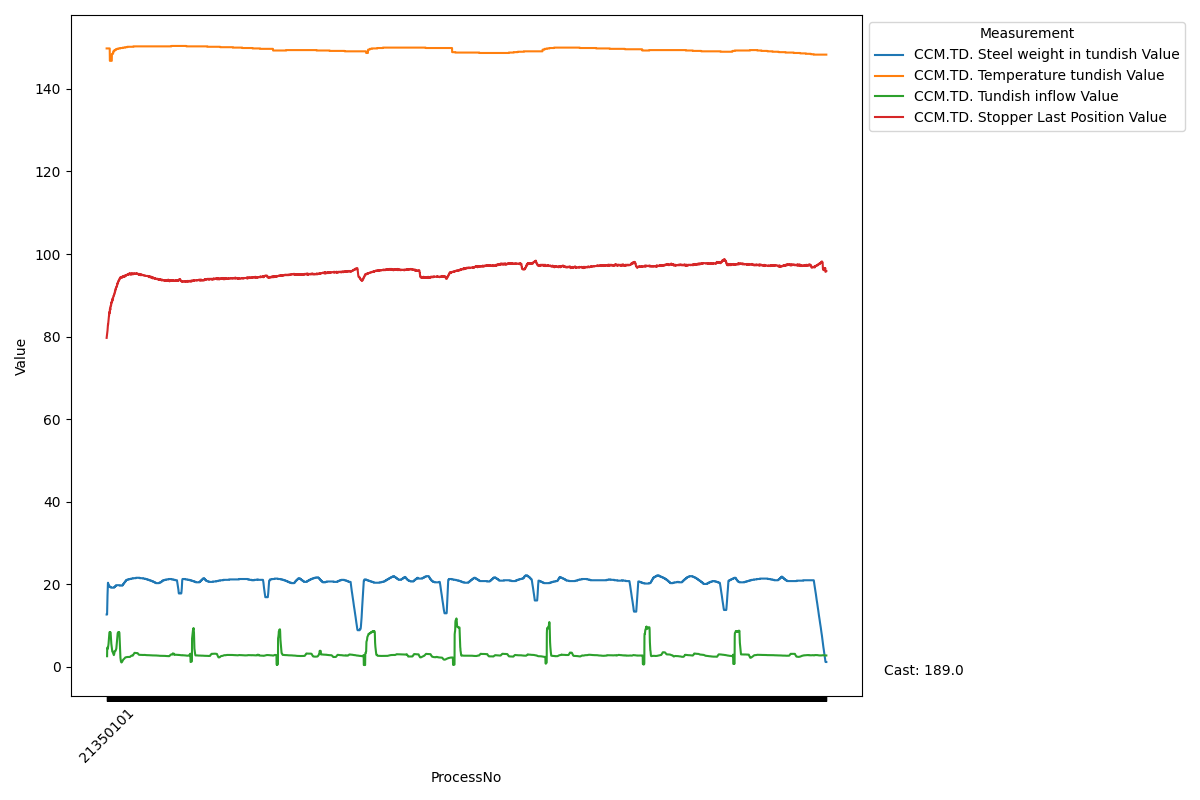 Measurement
CCM.TD. Steel weight in tundish Value
CCM.TD. Temperature tundish Value
CCM.TD. Tundish inflow Value
CCM.TD. Stopper Last Position Value
140
120
100
80
60
40
20
0
Value
Cast: 189.0
21350101
ProcessNo